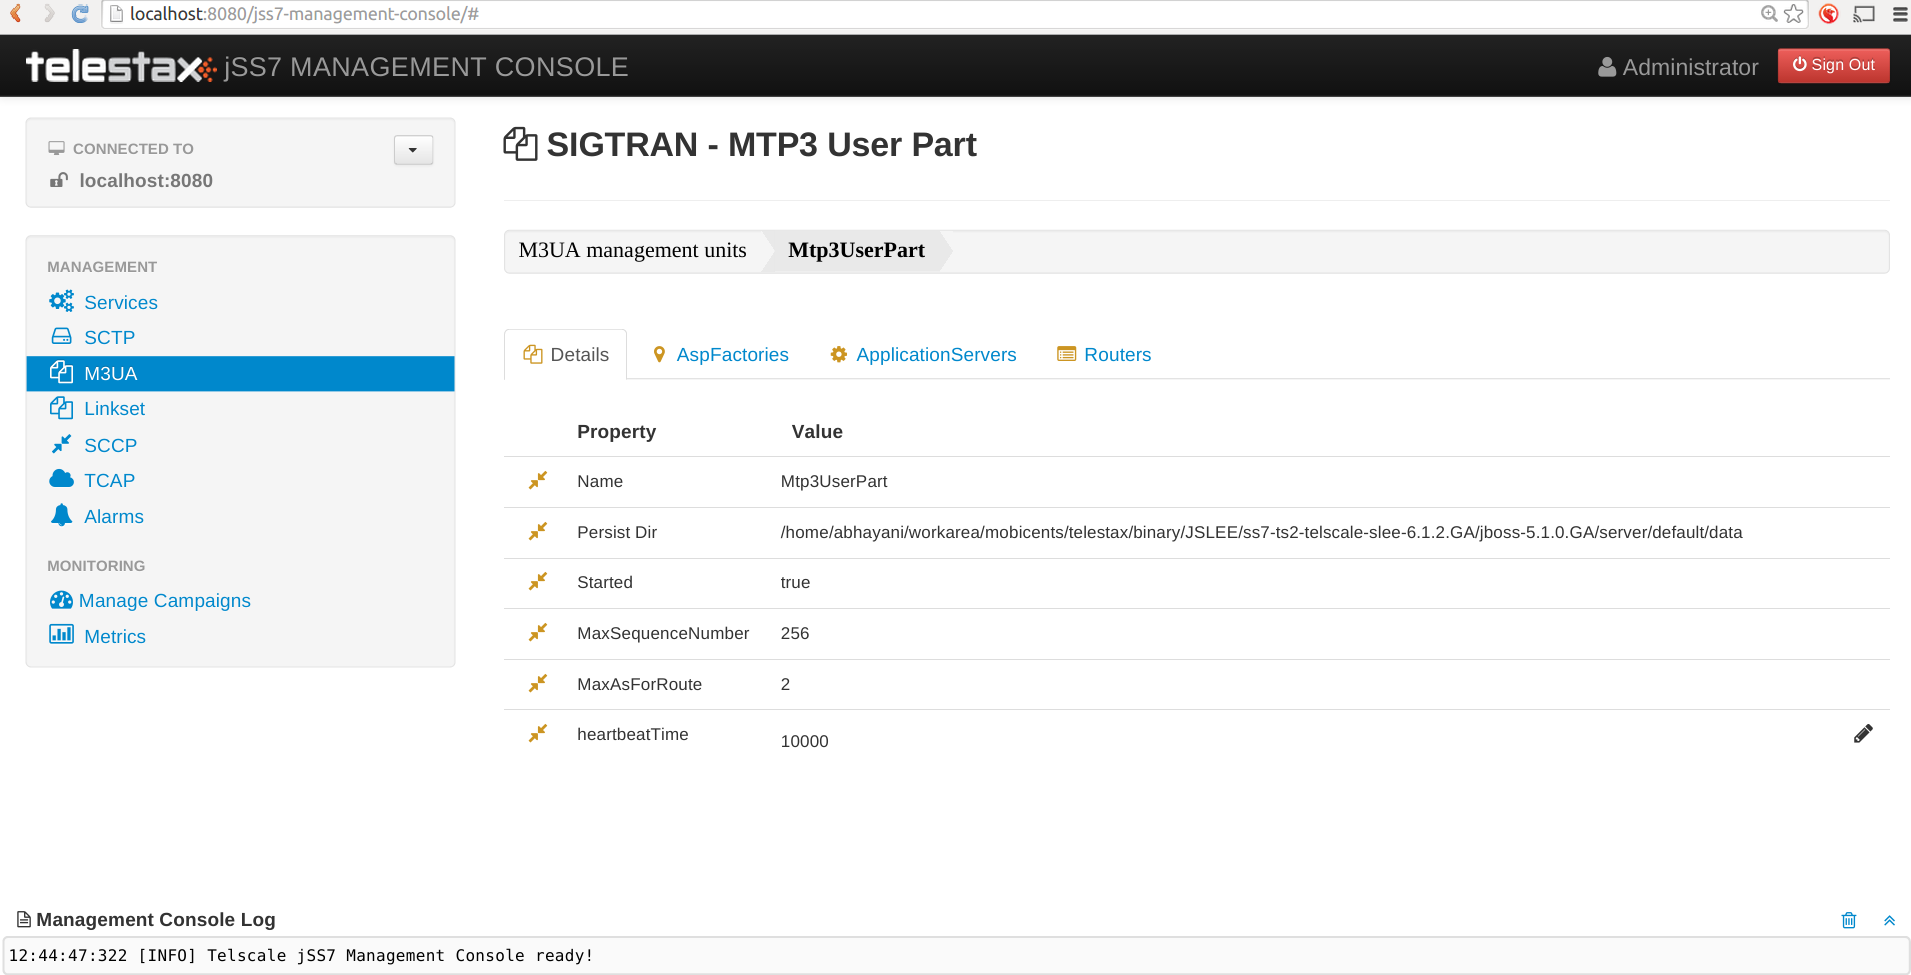 localhost:8080/jss7-management-console/#
telestax jSS7 MANAGEMENT CONSOLE
Administrator
Sign Out
CONNECTED TO
localhost:8080
MANAGEMENT
Services
SCTP
M3UA
Linkset
SCCP
TCAP
Alarms
MONITORING
Manage Campaigns
Metrics
SIGTRAN - MTP3 User Part
M3UA management units Mtp3UserPart
Details AspFactories ApplicationServers Routers
Property Value
Name Mtp3UserPart
Persist Dir /home/abhayani/workarea/mobicents/telestax/binary/JSLEE/ss7-ts2-telscale-slee-6.1.2.GA/jboss-5.1.0.GA/server/default/data
Started true
MaxSequenceNumber 256
MaxAsForRoute 2
heartbeatTime 10000
Management Console Log
12:44:47:322 [INFO] Telscale jSS7 Management Console ready!